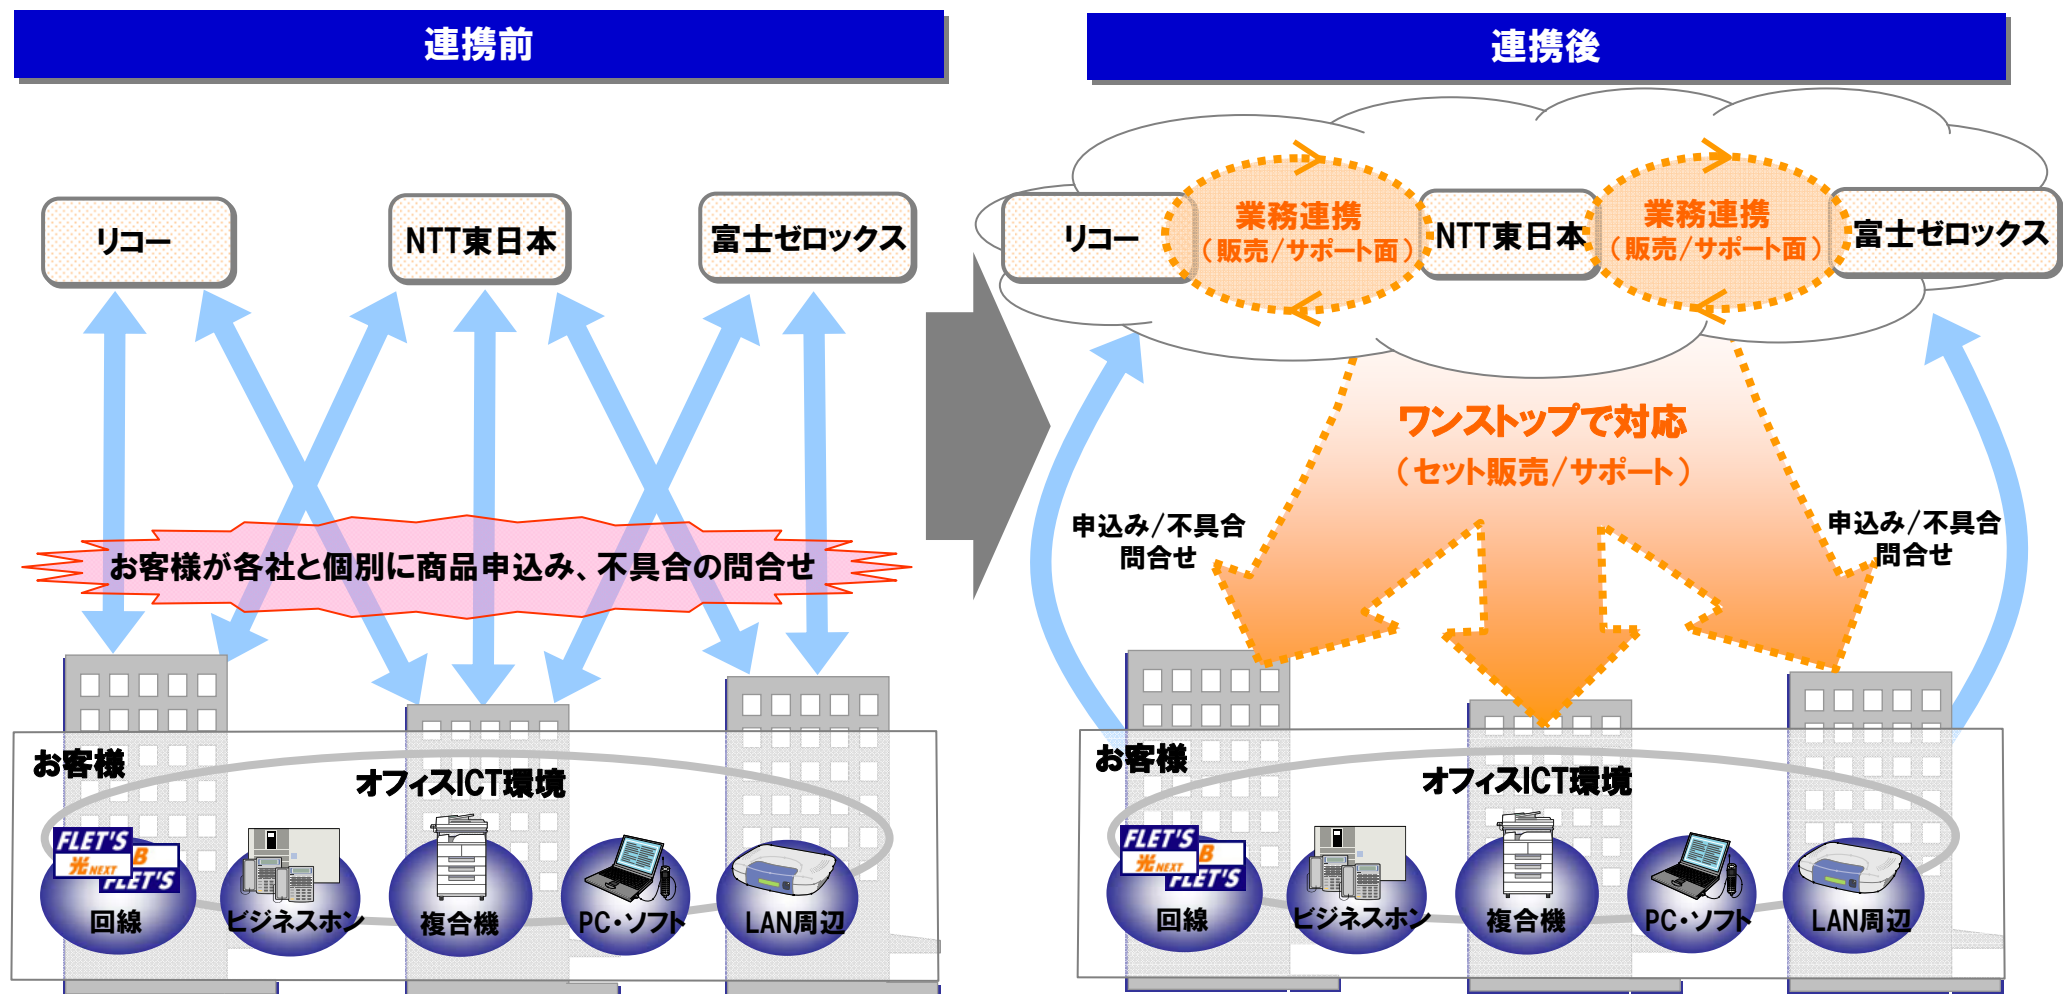 連携前
リコー
NTT東日本
富士ゼロックス
お客様が各社と個別に商品申込み、不具合の問合せ
お客様
オフィスICT環境
FLET'S
光NEXT
B
FLET'S
回線
ビジネスホン
複合機
PC・ソフト
LAN周辺
連携後
リコー
業務連携
（販売/サポート面）
NTT東日本
業務連携
（販売/サポート面）
富士ゼロックス
ワンストップで対応
（セット販売/サポート）
申込み/不具合
問合せ
申込み/不具合
問合せ
お客様
オフィスICT環境
FLET'S
光NEXT
B
FLET'S
回線
ビジネスホン
複合機
PC・ソフト
LAN周辺